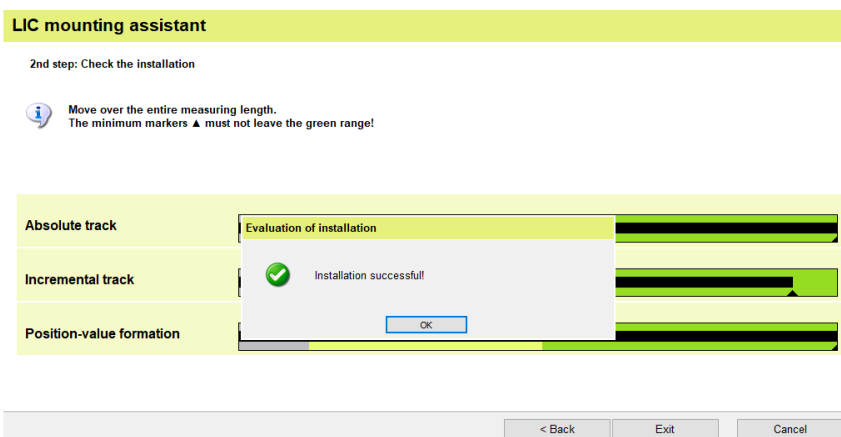 LIC mounting assistant
2nd step: Check the installation
Move over the entire measuring length.
The minimum markers ▲ must not leave the green range!
Absolute track
Evaluation of installation
Installation successful!
Incremental track
OK
Position-value formation
< Back
Exit
Cancel